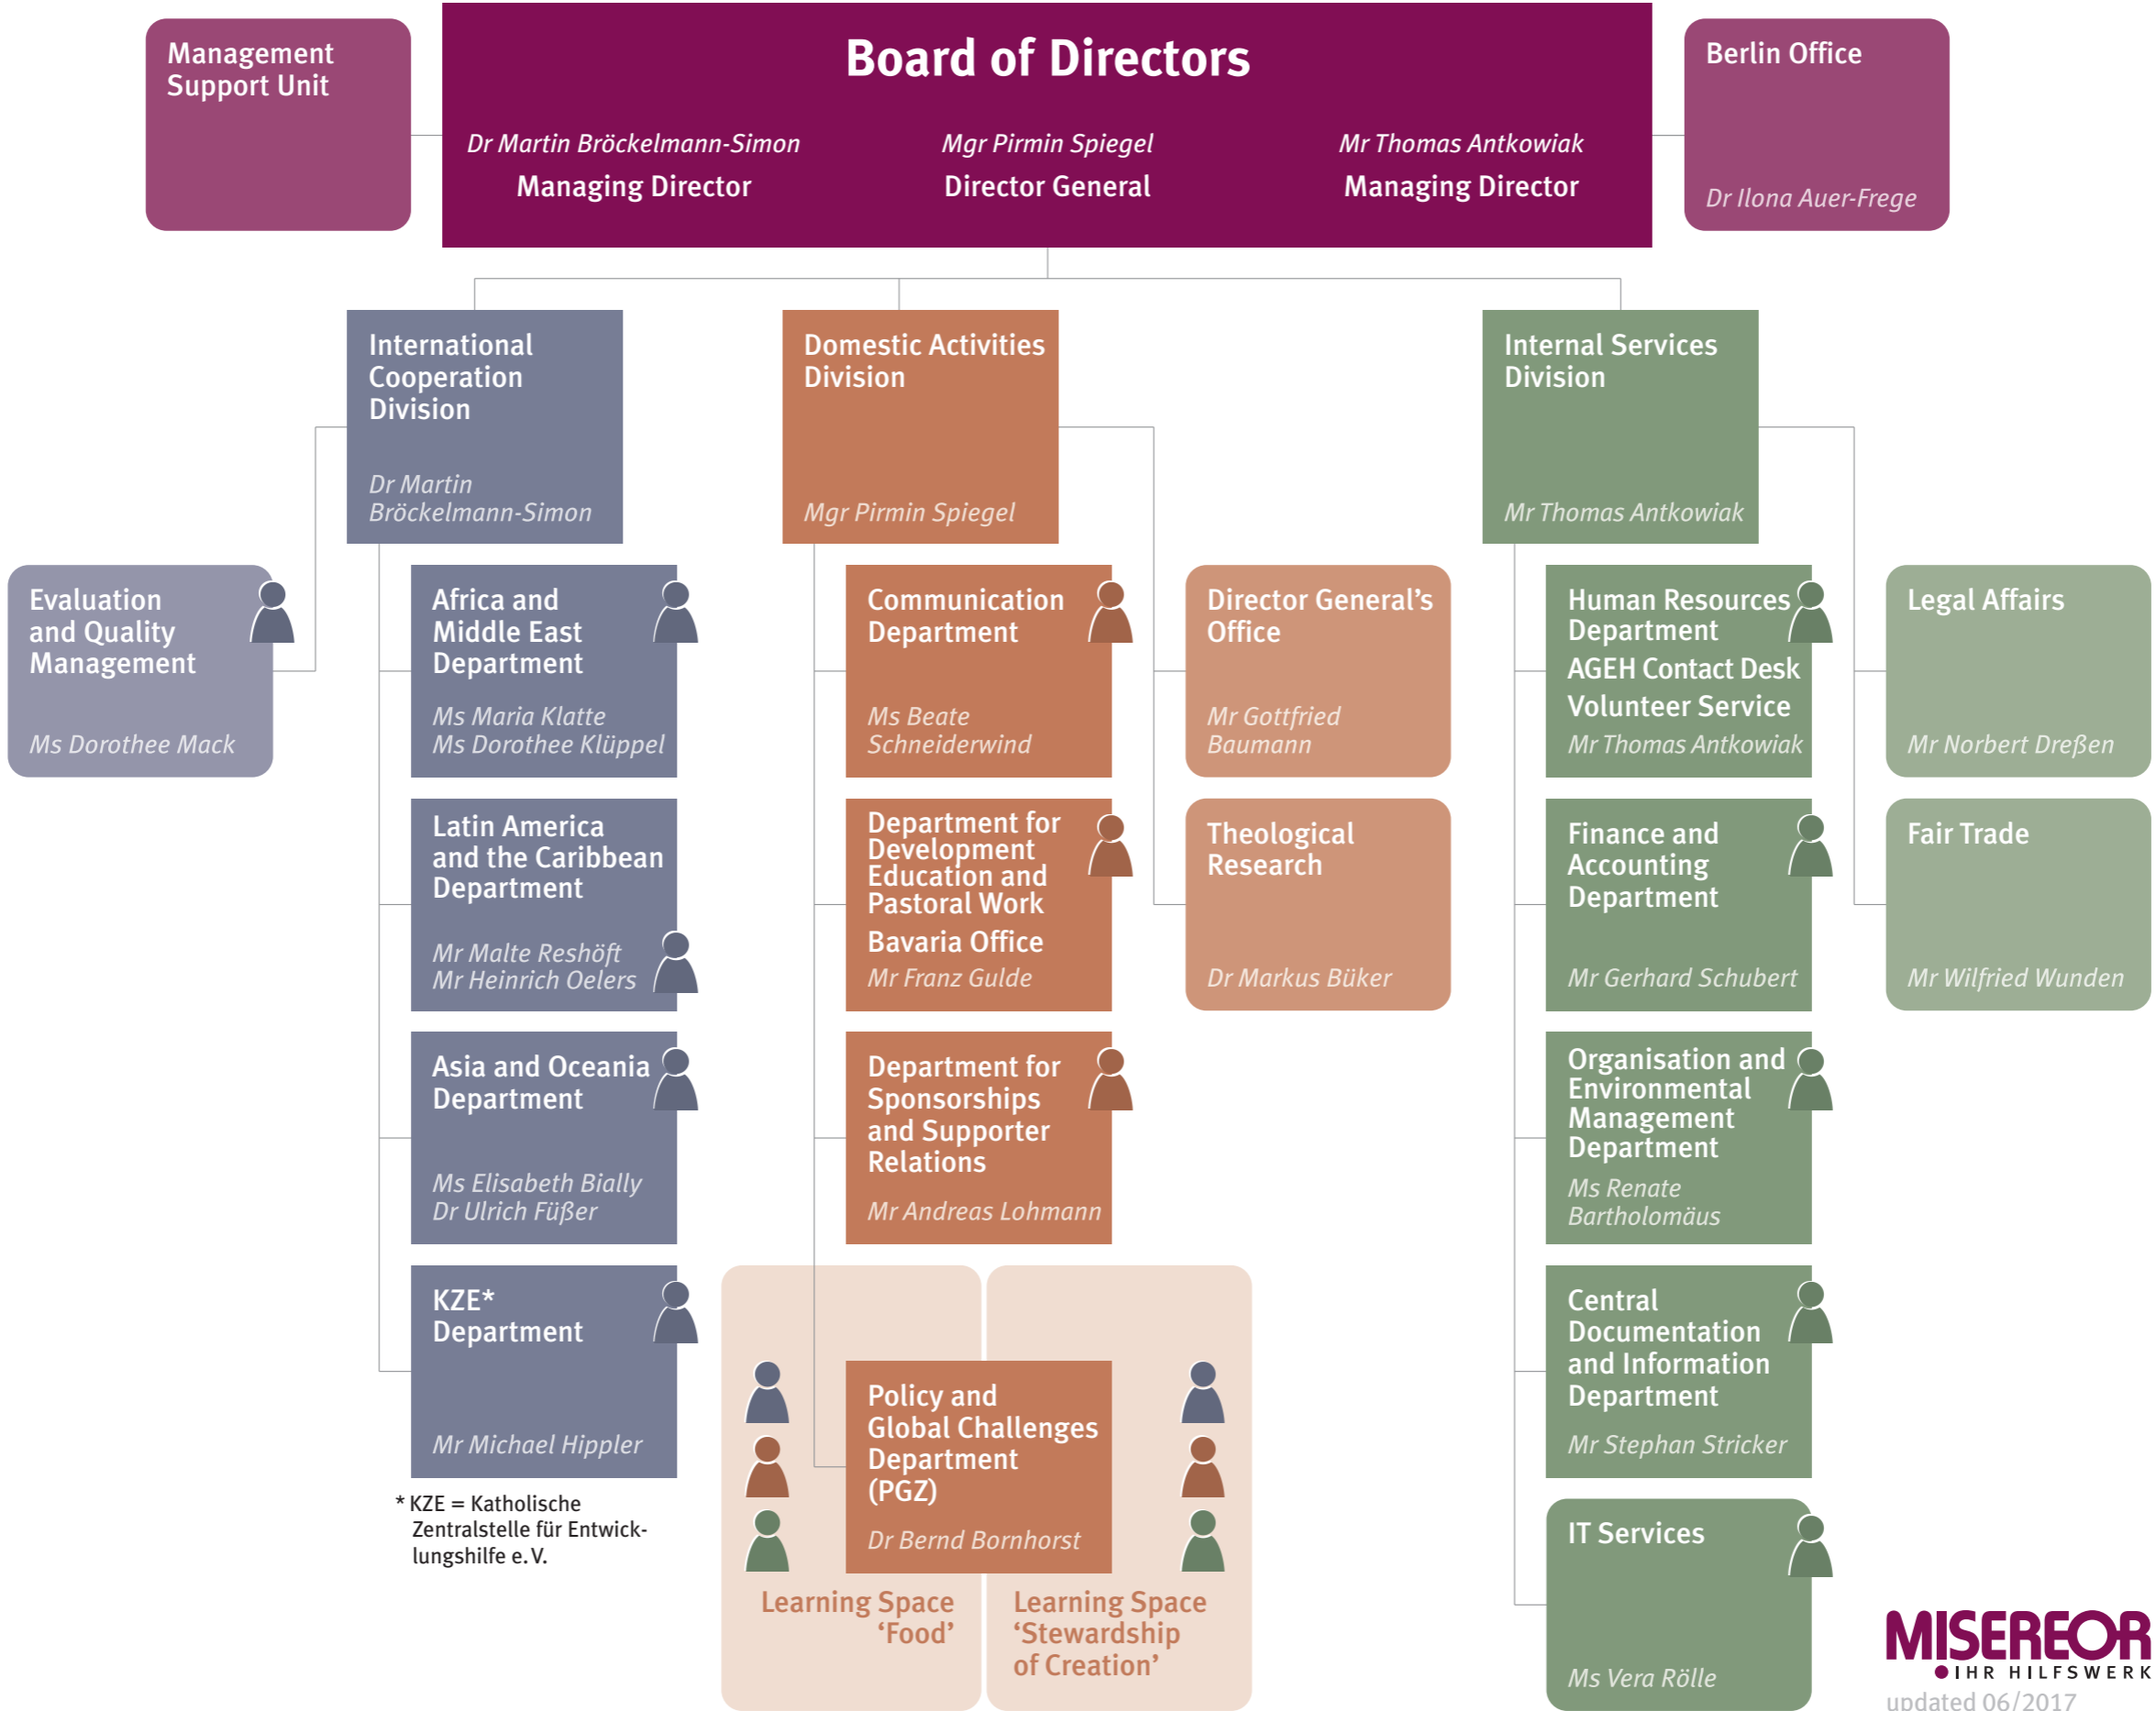 Management
Support Unit
Board of Directors
Dr Martin Bröckelmann-Simon
Managing Director
Mgr Pirmin Spiegel
Director General
Mr Thomas Antkowiak
Managing Director
Berlin Office
Dr Ilona Auer-Frege
International
Cooperation
Division
Dr Martin
Bröckelmann-Simon
Domestic Activities
Division
Mgr Pirmin Spiegel
Internal Services
Division
Mr Thomas Antkowiak
Evaluation
and Quality
Management
Ms Dorothee Mack
Africa and
Middle East
Department
Ms Maria Klatte
Ms Dorothee Klüppel
Communication
Department
Ms Beate
Schneiderwind
Director General’s
Office
Mr Gottfried
Baumann
Human Resources
Department
AGEH Contact Desk
Volunteer Service
Mr Thomas Antkowiak
Legal Affairs
Mr Norbert Dreßen
Latin America
and the Caribbean
Department
Mr Malte Reshöft
Mr Heinrich Oelers
Department for
Development
Education and
Pastoral Work
Bavaria Office
Mr Franz Gulde
Theological
Research
Dr Markus Büker
Finance and
Accounting
Department
Mr Gerhard Schubert
Fair Trade
Mr Wilfried Wunden
Asia and Oceania
Department
Ms Elisabeth Bially
Dr Ulrich Füßer
Department for
Sponsorships
and Supporter
Relations
Mr Andreas Lohmann
Organisation and
Environmental
Management
Department
Ms Renate
Bartholomäus
KZE*
Department
Mr Michael Hippler
* KZE = Katholische
Zentralstelle für Entwick-
lungshilfe e. V.
Policy and
Global Challenges
Department
(PGZ)
Dr Bernd Bornhorst
Learning Space
‘Food’
Learning Space
‘Stewardship
of Creation’
Central
Documentation
and Information
Department
Mr Stephan Stricker
IT Services
Ms Vera Rölle
MISEREOR
IHR HILFSWERK
updated 06/2017